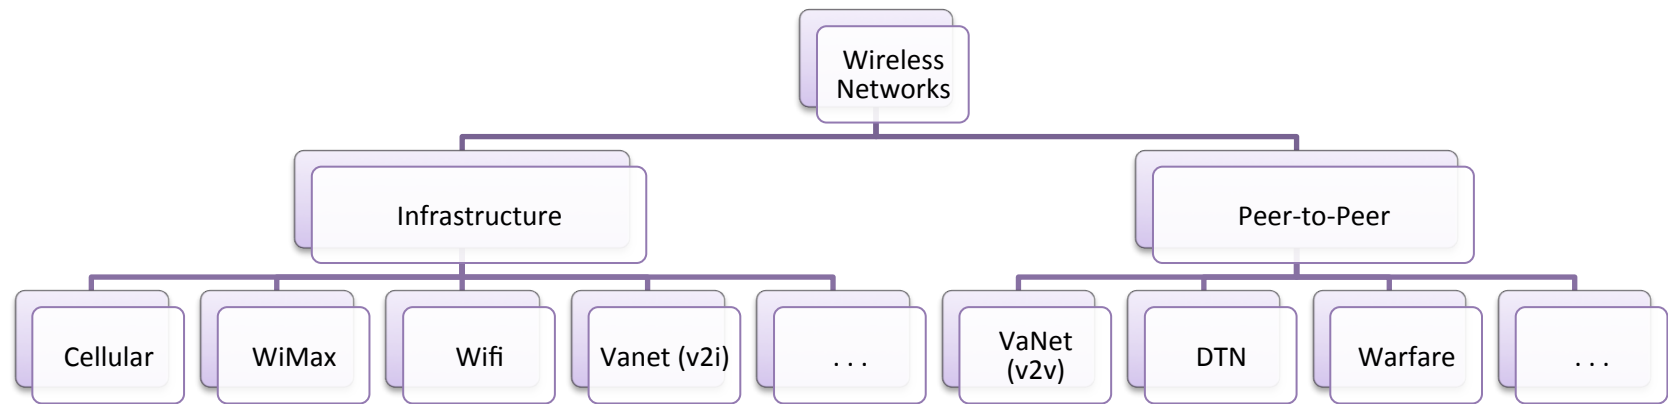 Wireless
Networks
Infrastructure
Peer-to-Peer
Cellular
WiMax
Wifi
Vanet (v2i)
. . .
VaNet
(v2v)
DTN
Warfare
. . .